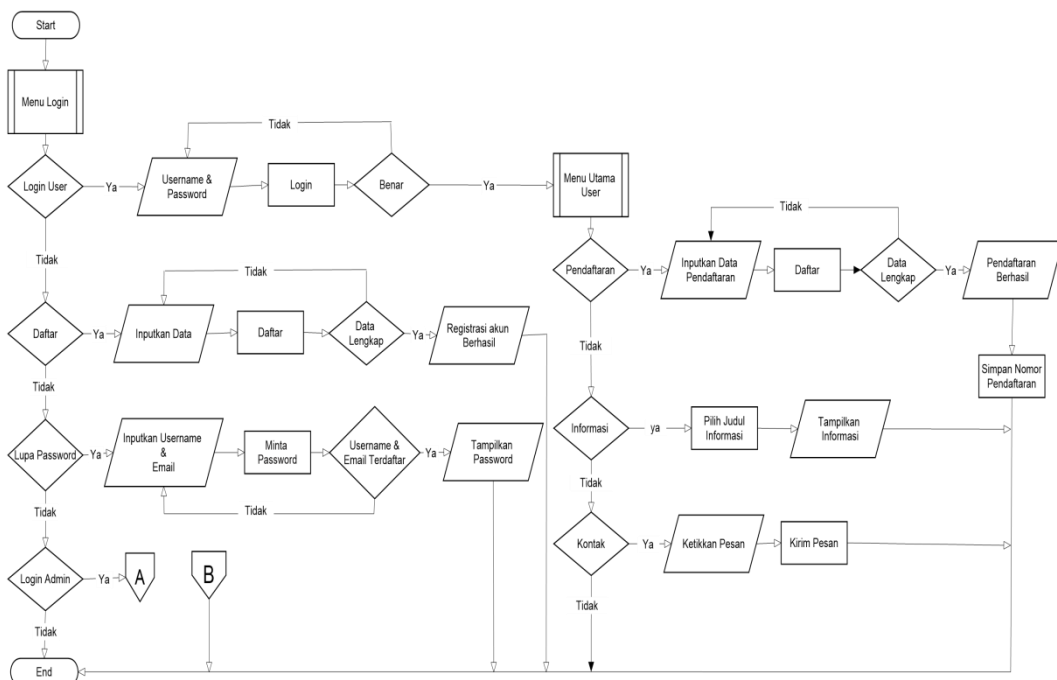 Start
Menu Login
Login User
Ya
Username &
Password
Login
Benar
Tidak
Ya
Menu Utama
User
Tidak
Pendaftaran
Ya
Inputkan Data
Pendaftaran
Daftar
Data
Lengkap
Tidak
Ya
Pendaftaran
Berhasil
Simpan Nomor
Pendaftaran
Tidak
Daftar
Ya
Inputkan Data
Daftar
Data
Lengkap
Tidak
Ya
Registrasi akun
Berhasil
Tidak
Informasi
ya
Pilih Judul
Informasi
Tampilkan
Informasi
Tidak
Lupa Password
Ya
Inputkan Username
&
Email
Minta
Password
Username &
Email Terdaftar
Tidak
Ya
Tampilkan
Password
Tidak
Kontak
Ya
Ketikkan Pesan
Kirim Pesan
Tidak
Login Admin
Ya
A
B
Tidak
End